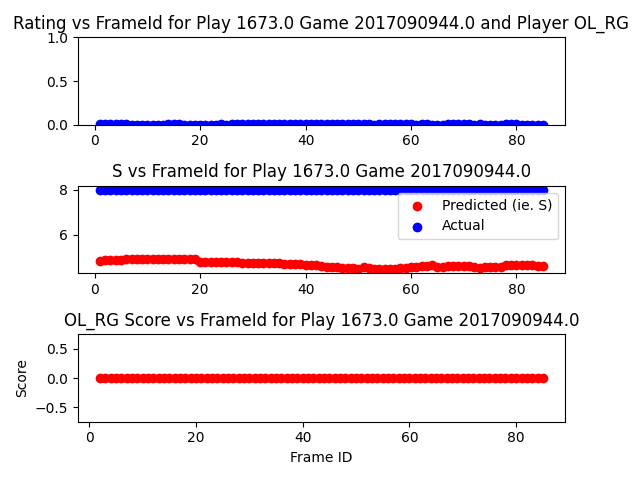 Rating vs FrameId for Play 1673.0 Game 2017090944.0 and Player OL_RG
1.0
0.5
0.0
0 20 40 60 80
S vs FrameId for Play 1673.0 Game 2017090944.0
8
6
Predicted (ie. S)
Actual
0 20 40 60 80
OL_RG Score vs FrameId for Play 1673.0 Game 2017090944.0
Score
0.5
0.0
−0.5
0 20 40 60 80
Frame ID